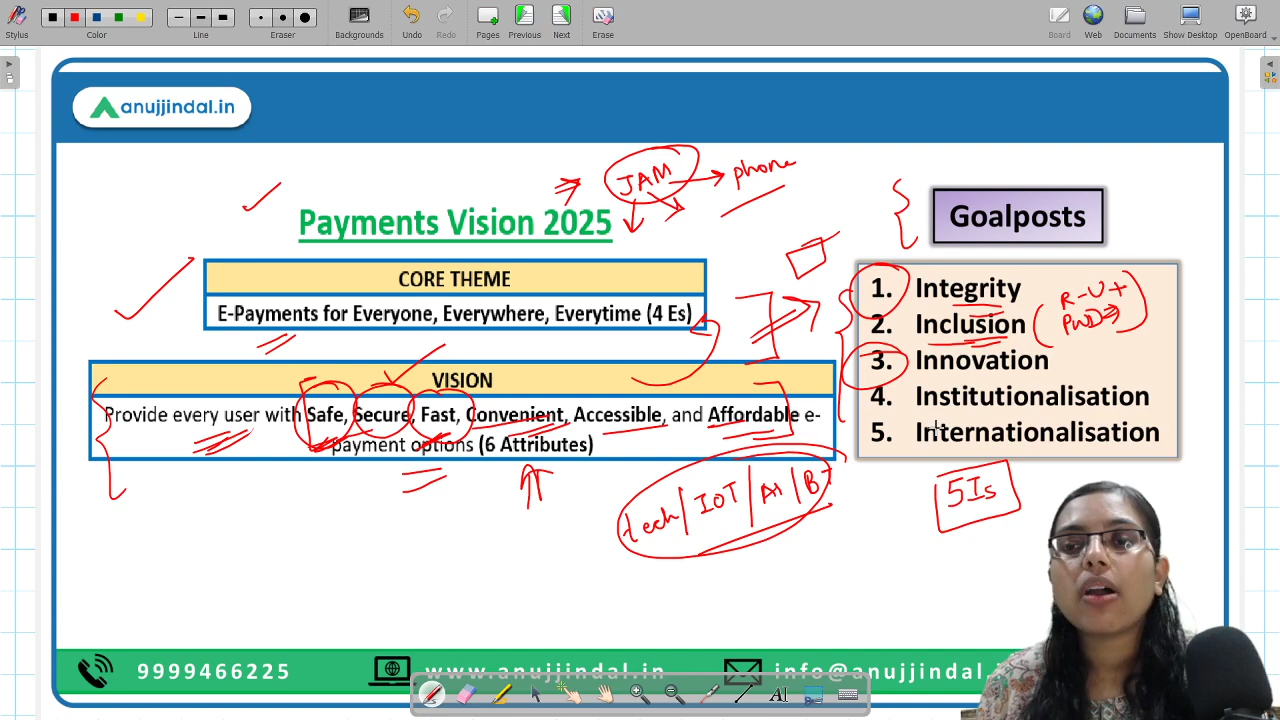 Stylus
Color
Line
Eraser
Backgrounds
Undo
Redo
Pages
Previous
Next
Erase
Board
Web
Documents
Show Desktop
OpenBoard
anujjindal.in
JAM
phone
Payments Vision 2025
CORE THEME
E-Payments for Everyone, Everywhere, Everytime (4 Es)
VISION
Provide every user with Safe, Secure, Fast, Convenient, Accessible, and Affordable e-
payment options (6 Attributes)
tech/ IOT / AI / BT
Goalposts
1. Integrity
2. Inclusion
R-U+
PWD
3. Innovation
4. Institutionalisation
5. Internationalisation
5Is
9999466225
www.anujjindal.in
info@anujjindal.i
AI